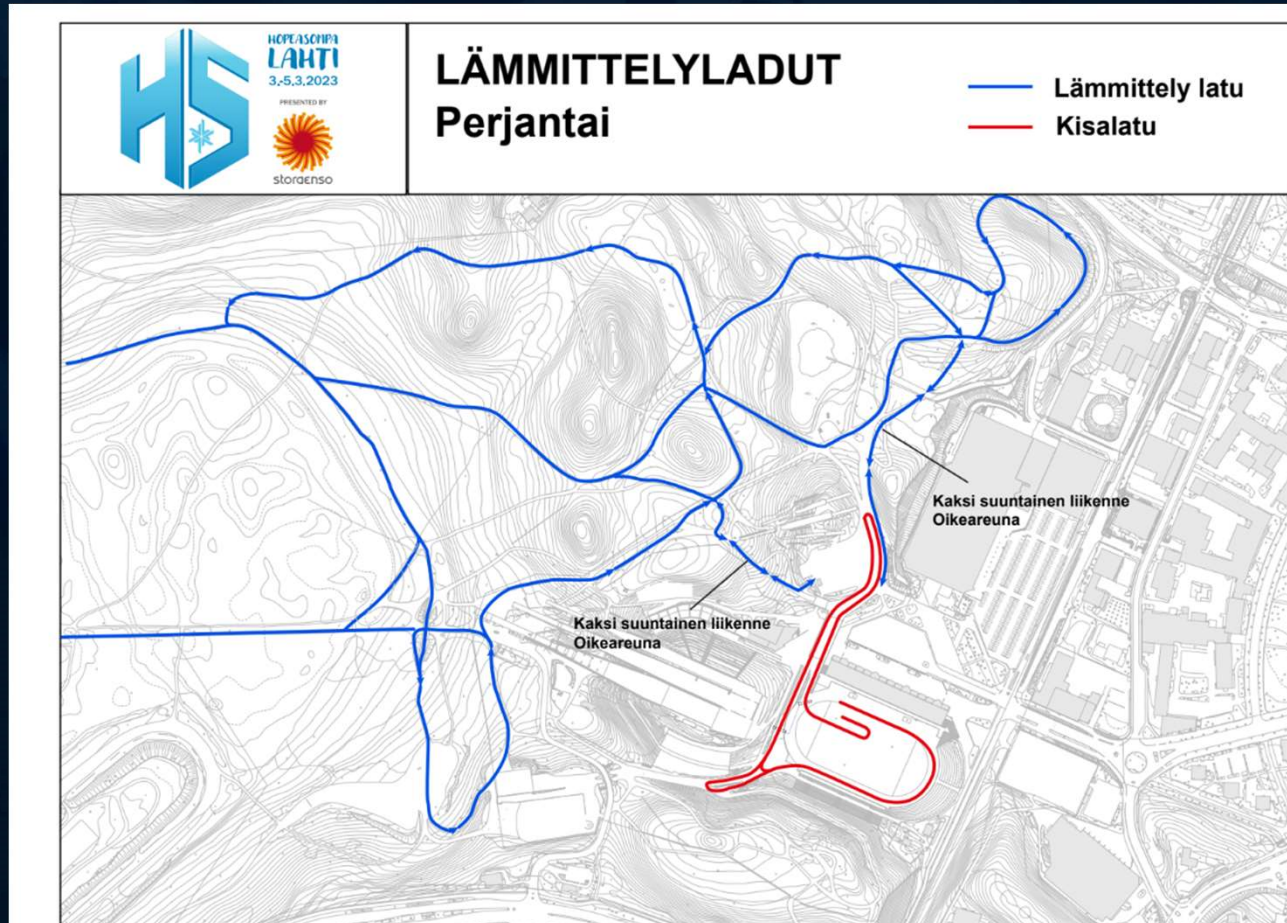 HOPEASOMPA
LAHTI
3.-5.3.2023
PRESENTED BY
storaenso
LÄMMITTELYLADUT
Perjantai
Lämmittely latu
Kisalatu
Kaksi suuntainen liikenne
Oikeareuna
Kaksi suuntainen liikenne
Oikeareuna